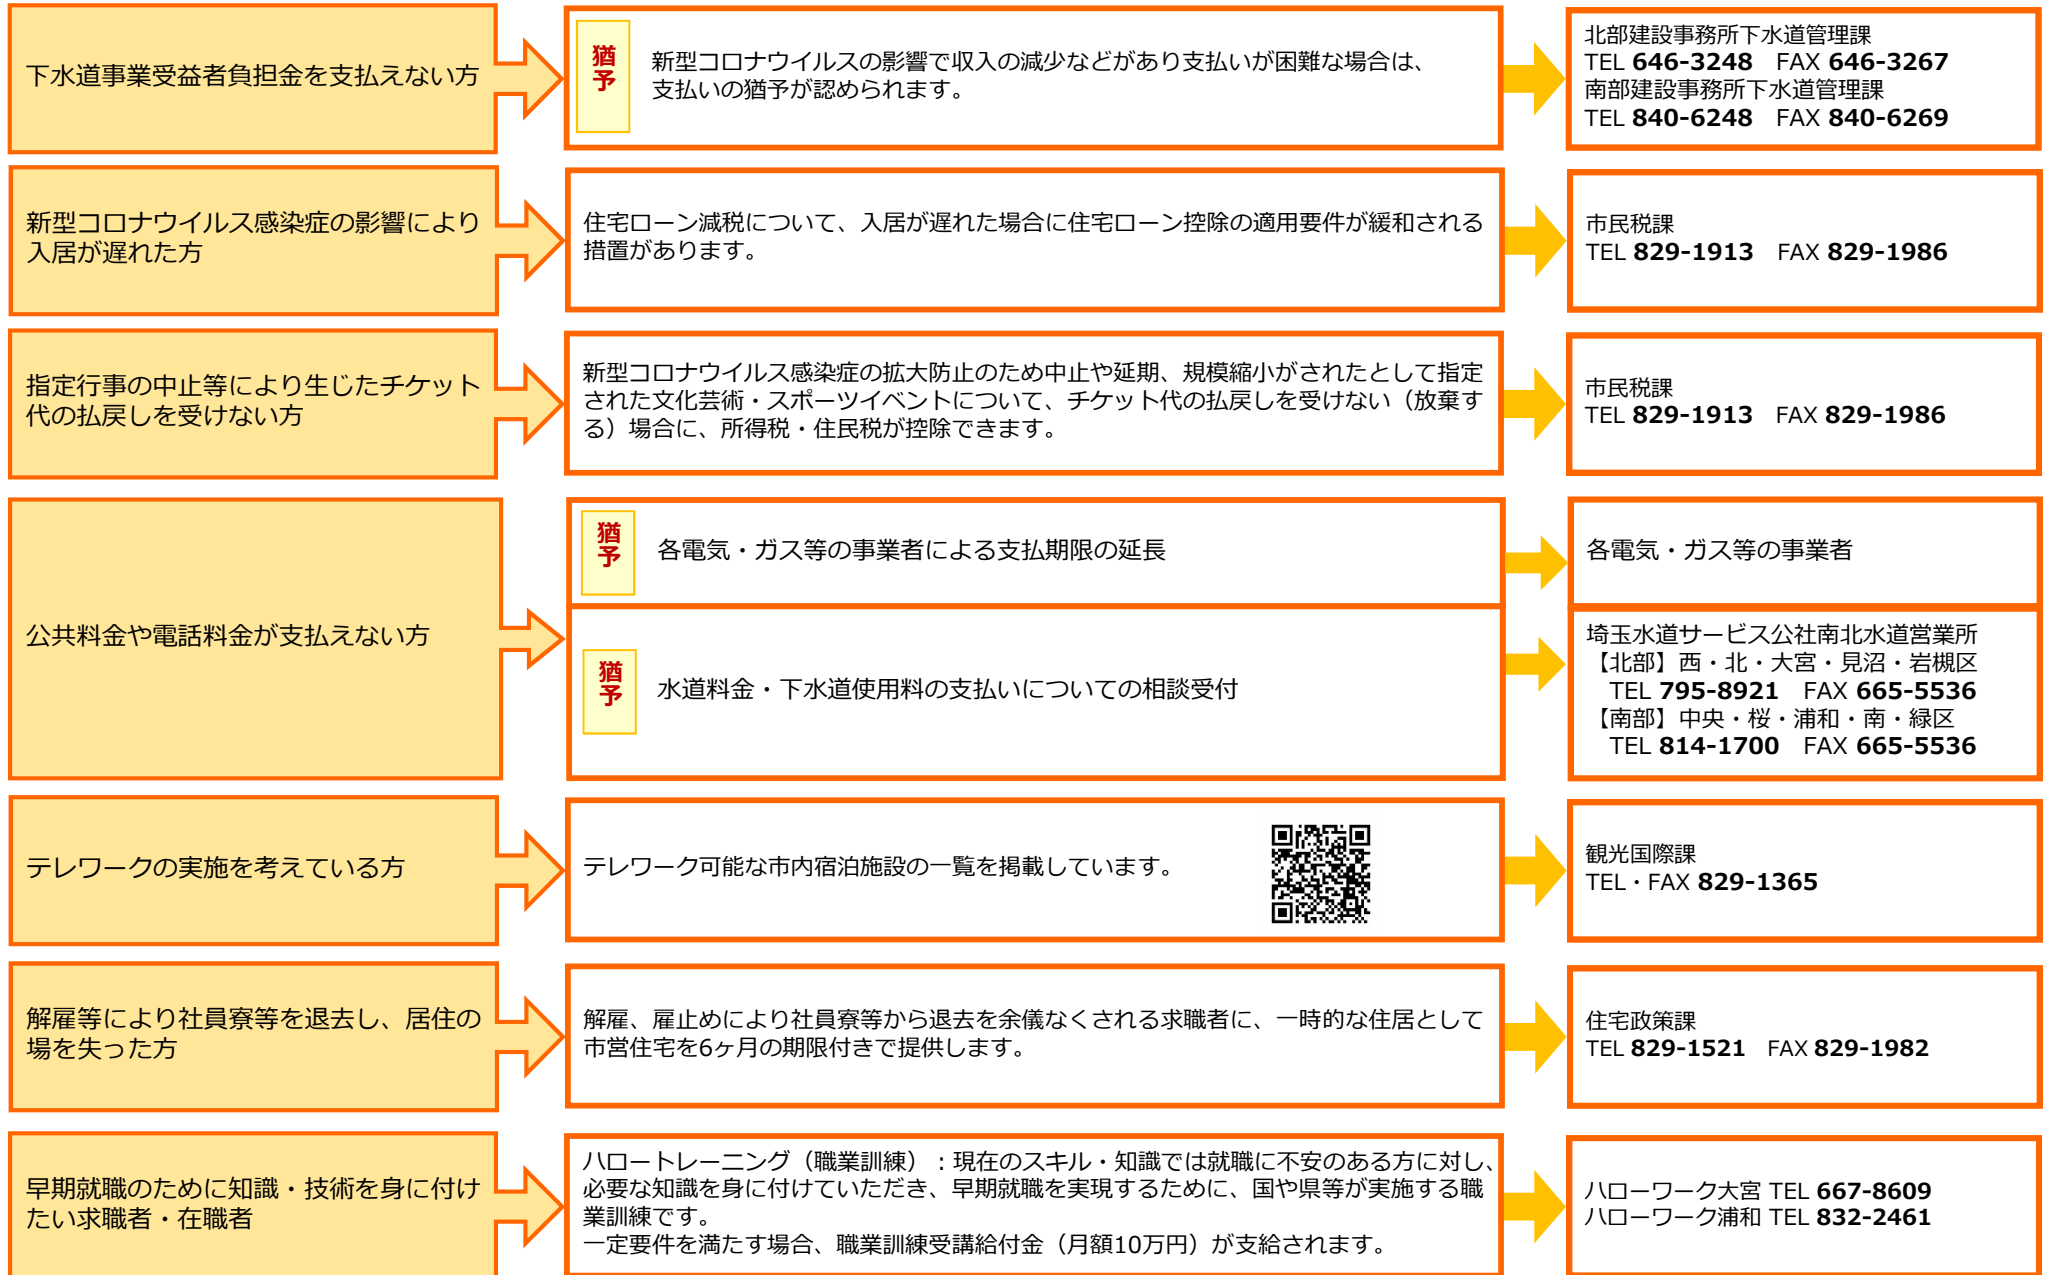 下水道事業受益者負担金を支払えない方
猶予
新型コロナウイルスの影響で収入の減少などがあり支払いが困難な場合は、
支払いの猶予が認められます。
北部建設事務所下水道管理課
TEL 646-3248　FAX 646-3267
南部建設事務所下水道管理課
TEL 840-6248　FAX 840-6269
新型コロナウイルス感染症の影響により
入居が遅れた方
住宅ローン減税について、入居が遅れた場合に住宅ローン控除の適用要件が緩和される
措置があります。
市民税課
TEL 829-1913　FAX 829-1986
指定行事の中止等により生じたチケット
代の払戻しを受けない方
新型コロナウイルス感染症の拡大防止のため中止や延期、規模縮小がされたとして指定
された文化芸術・スポーツイベントについて、チケット代の払戻しを受けない（放棄す
る）場合に、所得税・住民税が控除できます。
市民税課
TEL 829-1913　FAX 829-1986
公共料金や電話料金が支払えない方
猶予
各電気・ガス等の事業者による支払期限の延長
各電気・ガス等の事業者
猶予
水道料金・下水道使用料の支払いについての相談受付
埼玉水道サービス公社南北水道営業所
【北部】西・北・大宮・見沼・岩槻区
TEL 795-8921　FAX 665-5536
【南部】中央・桜・浦和・南・緑区
TEL 814-1700　FAX 665-5536
テレワークの実施を考えている方
テレワーク可能な市内宿泊施設の一覧を掲載しています。
観光国際課
TEL・FAX 829-1365
解雇等により社員寮等を退去し、居住の
場を失った方
解雇、雇止めにより社員寮等から退去を余儀なくされる求職者に、一時的な住居として
市営住宅を6ヶ月の期限付きで提供します。
住宅政策課
TEL 829-1521　FAX 829-1982
早期就職のために知識・技術を身に付け
たい求職者・在職者
ハロートレーニング（職業訓練）：現在のスキル・知識では就職に不安のある方に対し、
必要な知識を身に付けていただき、早期就職を実現するために、国や県等が実施する職
業訓練です。
一定要件を満たす場合、職業訓練受講給付金（月額10万円）が支給されます。
ハローワーク大宮 TEL 667-8609
ハローワーク浦和 TEL 832-2461